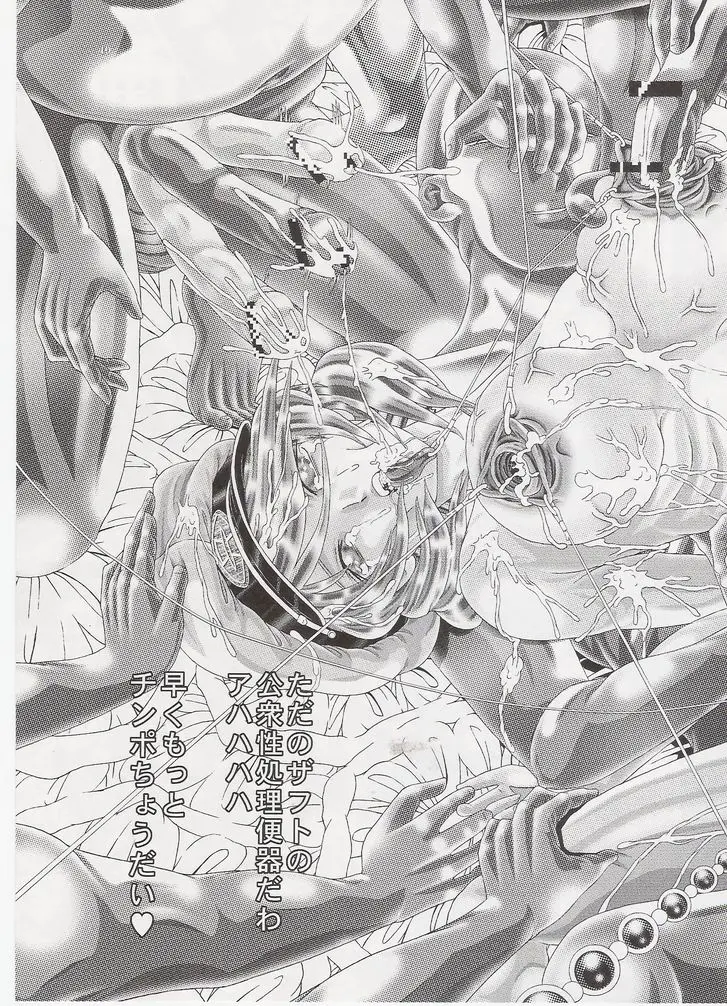 ただのザフトの
公衆性処理便器だわ
アハハハハ
早くもっと
チンポちょうだい♥